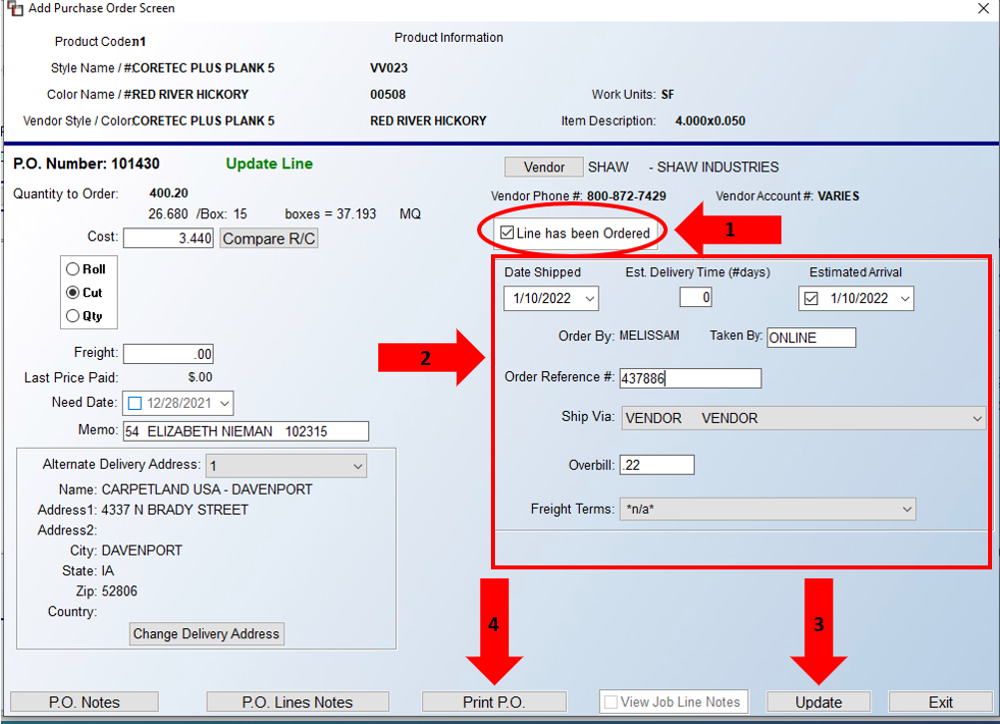 Add Purchase Order Screen
Product Code n1
Product Information
Style Name / #: CORETEC PLUS PLANK 5 VV023
Color Name / # RED RIVER HICKORY 00508 Work Units: SF
Vendor Style / Color: CORETEC PLUS PLANK 5 RED RIVER HICKORY Item Description: 4.000x0.050
P.O. Number: 101430 Update Line
Vendor SHAW - SHAW INDUSTRIES
Quantity to Order: 400.20
Vendor Phone #: 800-872-7429 Vendor Account #: VARIES
26.680 /Box: 15 boxes = 37.193 MQ
Cost: 3.440 Compare R/C
Line has been Ordered
1
Roll
Cut
Qty
Date Shipped Est. Delivery Time (#days) Estimated Arrival
1/10/2022 0 1/10/2022
Order By: MELISSAM Taken By: ONLINE
2
Freight: .00
Last Price Paid: $.00
Order Reference #: 437886
Need Date: 12/28/2021
Ship Via: VENDOR VENDOR
Memo: 54 ELIZABETH NIEMAN 102315
Overbill: .22
Freight Terms: *n/a*
Alternate Delivery Address: 1
Name: CARPETLAND USA - DAVENPORT
Address1: 4337 N BRADY STREET
Address2:
City: DAVENPORT
State: IA
Zip: 52806
Country:
Change Delivery Address
4
3
P.O. Notes P.O. Lines Notes Print P.O. View Job Line Notes Update Exit